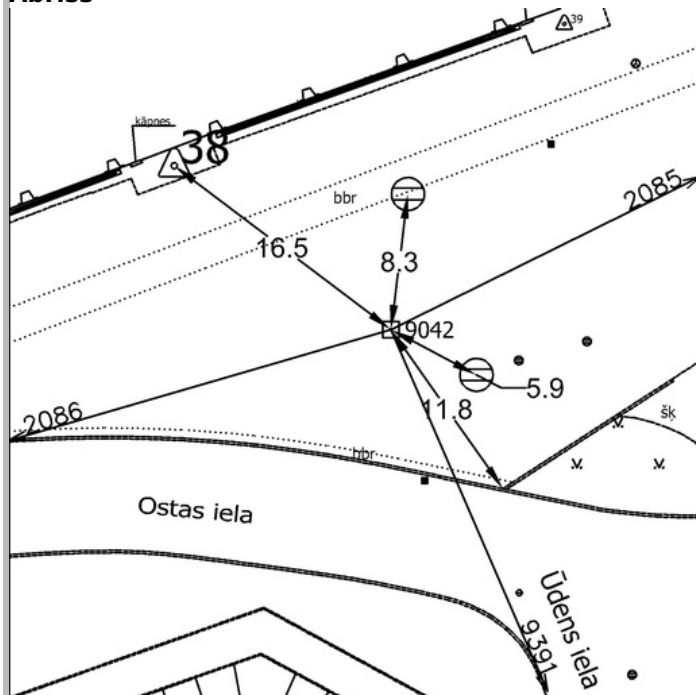 Abriss
39
kāpnes
38
bbr
2085
16.5
8.3
9042
5.9
2086
11.8
šķ
bbr
Ostas iela
Ūdens iela
9391